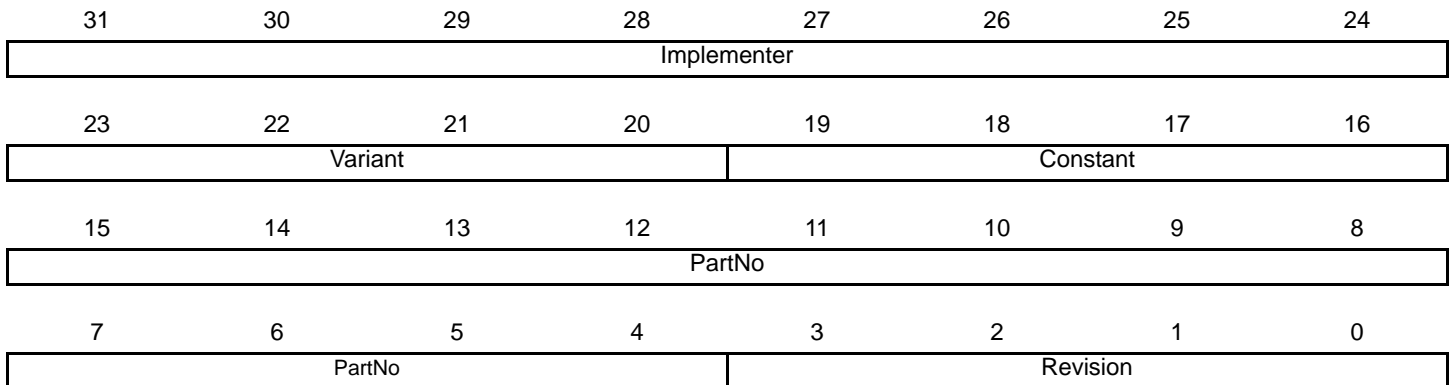 31 30 29 28 27 26 25 24
Implementer
23 22 21 20 19 18 17 16
Variant Constant
15 14 13 12 11 10 9 8
PartNo
7 6 5 4 3 2 1 0
PartNo Revision